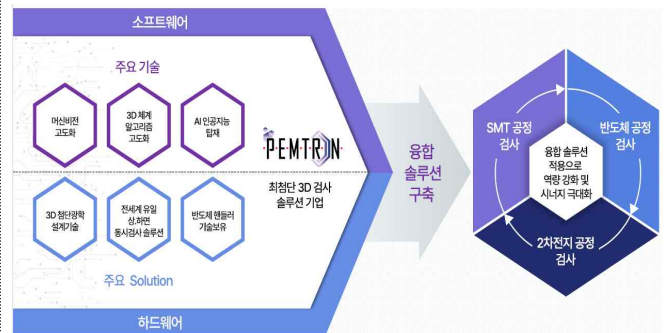 소프트웨어
주요 기술
머신비전
고도화
3D 체계
알고리즘
고도화
AI 인공지능
탑재
PEMTRON
최첨단 3D 검사
솔루션 기업
3D 첨단광학
설계기술
전세계 유일
상,하면
동시검사 솔루션
반도체 핸들러
기술보유
주요 Solution
하드웨어
융합
솔루션
구축
SMT 공정
검사
반도체 공정
검사
융합 솔루션
적용으로
역량 강화 및
시너지 극대화
2차전지 공정
검사